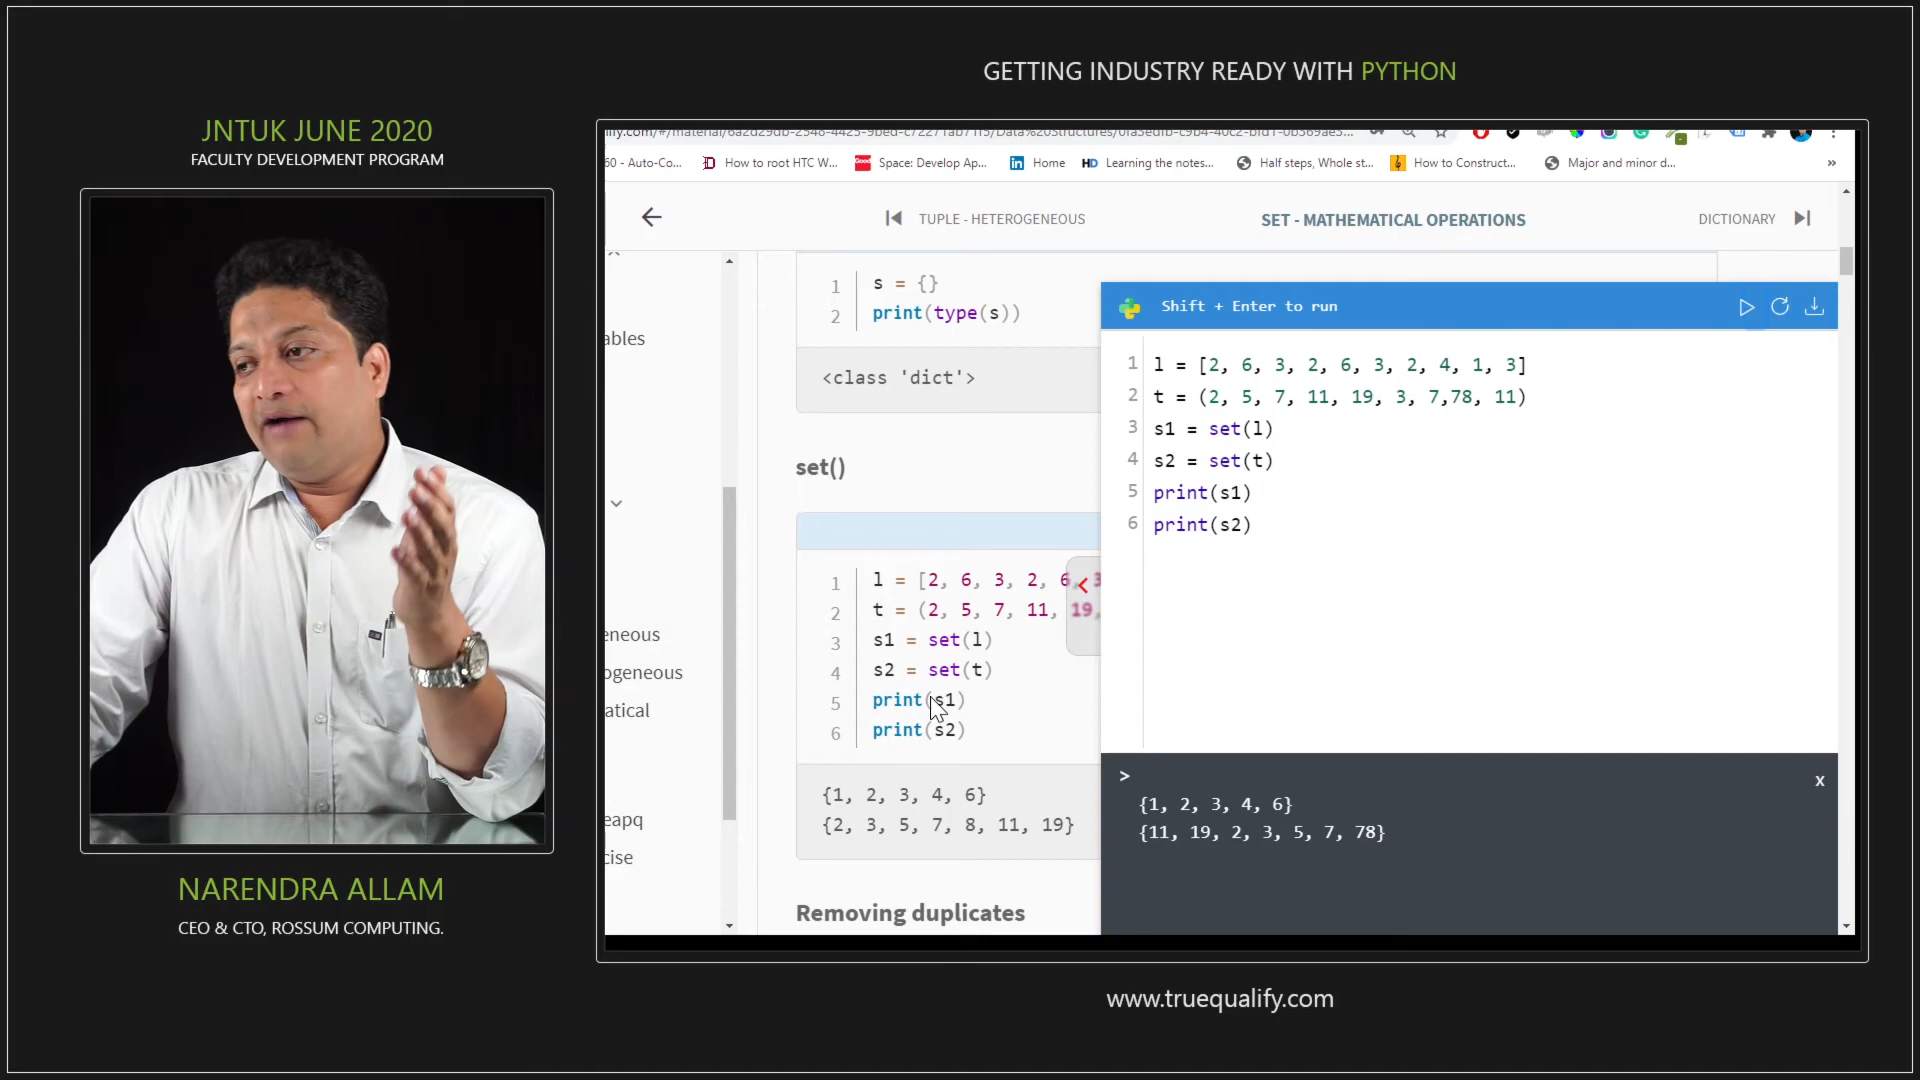 GETTING INDUSTRY READY WITH PYTHON
JNTUK JUNE 2020
FACULTY DEVELOPMENT PROGRAM
NARENDRA ALLAM
CEO & CTO, ROSSUM COMPUTING.
60 - Auto-Co...
How to root HTC W...
Space: Develop Ap...
Home
Learning the notes...
Half steps, Whole st...
How to Construct...
Major and minor d...
»
TUPLE - HETEROGENEOUS
SET - MATHEMATICAL OPERATIONS
DICTIONARY
ables
eneous
ogeneous
atical
eapq
cise
1 s = {}
2 print(type(s))
<class 'dict'>
set()
1 l = [2, 6, 3, 2, 6, 3
2 t = (2, 5, 7, 11, 19,
3 s1 = set(l)
4 s2 = set(t)
5 print(s1)
6 print(s2)
{1, 2, 3, 4, 6}
{2, 3, 5, 7, 8, 11, 19}
Removing duplicates
Shift + Enter to run
1 l = [2, 6, 3, 2, 6, 3, 2, 4, 1, 3]
2 t = (2, 5, 7, 11, 19, 3, 7,78, 11)
3 s1 = set(l)
4 s2 = set(t)
5 print(s1)
6 print(s2)
>
x
{1, 2, 3, 4, 6}
{11, 19, 2, 3, 5, 7, 78}
www.truequalify.com